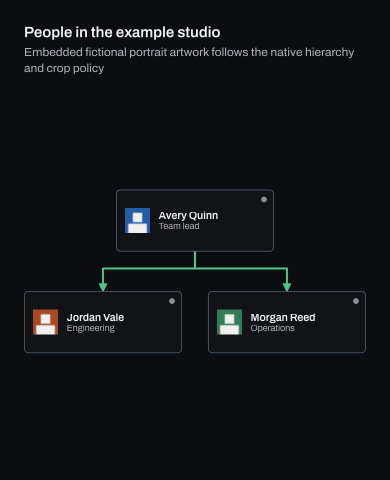 People in the example studio
Embedded fictional portrait artwork follows the native hierarchy
and crop policy
Avery Quinn
Team lead
Jordan Vale
Engineering
Morgan Reed
Operations